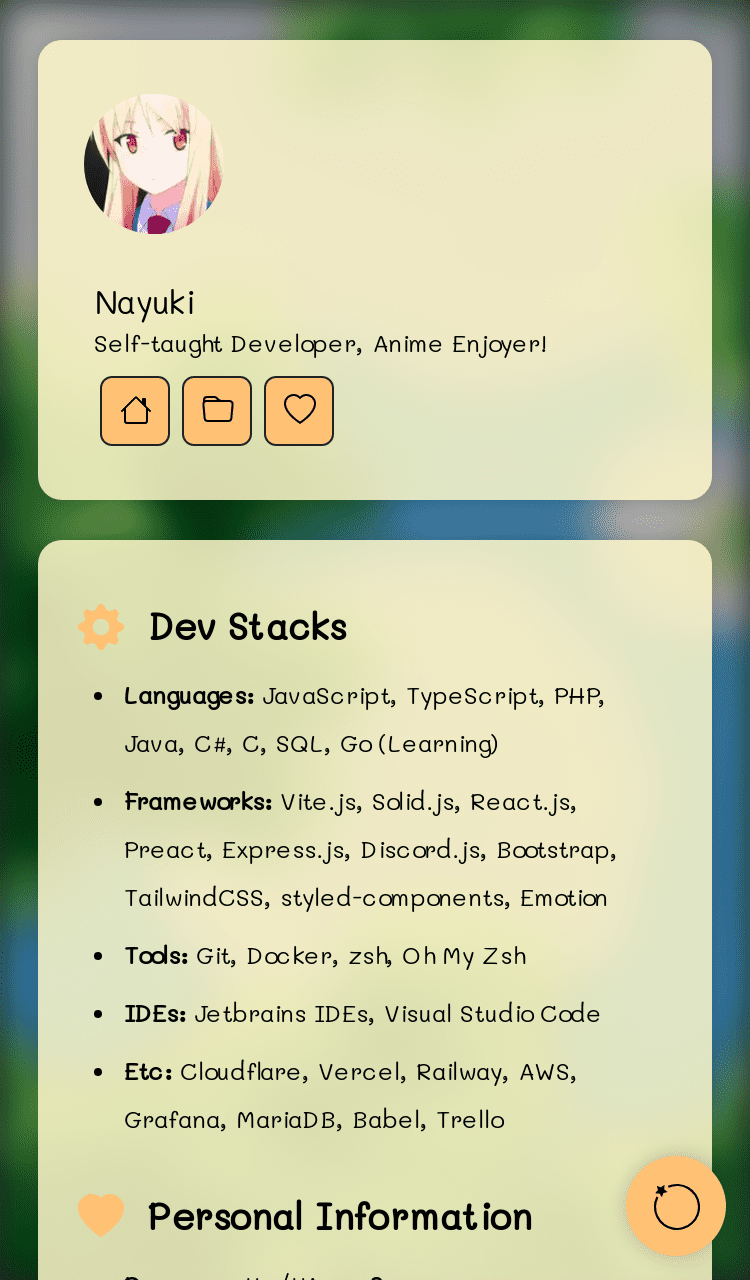 Nayuki
Self-taught Developer, Anime Enjoyer!
Dev Stacks
• Languages: JavaScript, TypeScript, PHP,
Java, C#, C, SQL, Go (Learning)
• Frameworks: Vite.js, Solid.js, React.js,
Preact, Express.js, Discord.js, Bootstrap,
TailwindCSS, styled-components, Emotion
• Tools: Git, Docker, zsh, Oh My Zsh
• IDEs: Jetbrains IDEs, Visual Studio Code
• Etc: Cloudflare, Vercel, Railway, AWS,
Grafana, MariaDB, Babel, Trello
Personal Information